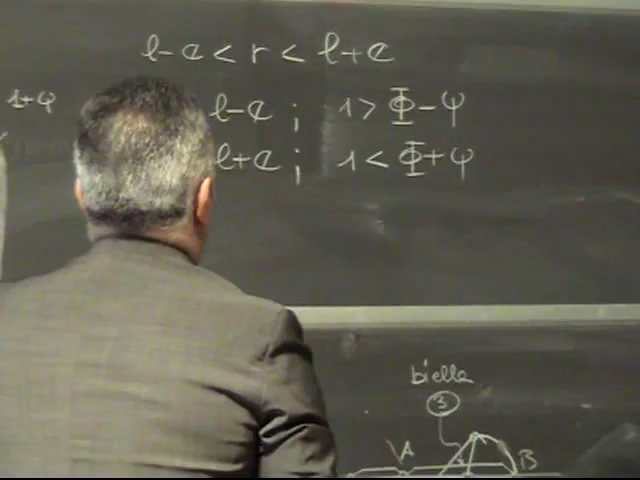 l-e < r < l+e
1+φ
l-e ; 1 > Φ-φ
l+e ; 1 < Φ+φ
biella
3
A
B